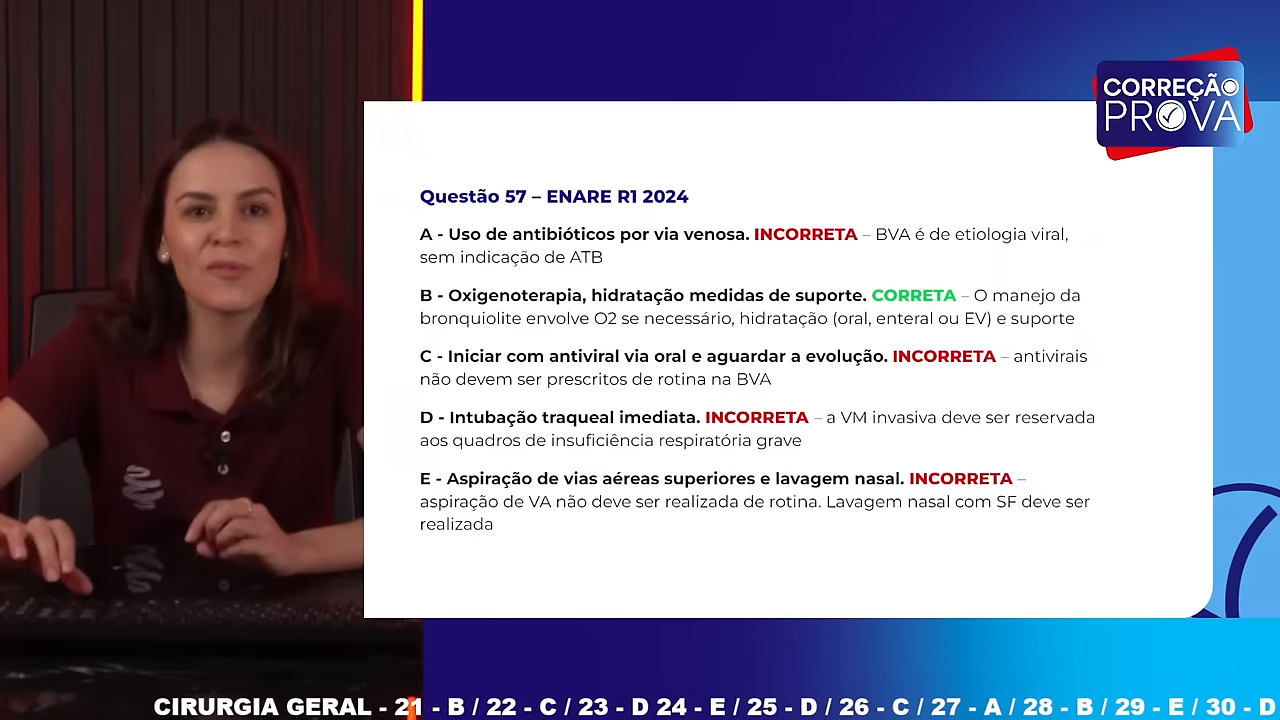 CORREÇÃO
PROVA
Questão 57 – ENARE R1 2024
A - Uso de antibióticos por via venosa. INCORRETA – BVA é de etiologia viral,
sem indicação de ATB
B - Oxigenoterapia, hidratação medidas de suporte. CORRETA – O manejo da
bronquiolite envolve O2 se necessário, hidratação (oral, enteral ou EV) e suporte
C - Iniciar com antiviral via oral e aguardar a evolução. INCORRETA – antivirais
não devem ser prescritos de rotina na BVA
D - Intubação traqueal imediata. INCORRETA – a VM invasiva deve ser reservada
aos quadros de insuficiência respiratória grave
E - Aspiração de vias aéreas superiores e lavagem nasal. INCORRETA –
aspiração de VA não deve ser realizada de rotina. Lavagem nasal com SF deve ser
realizada
CIRURGIA GERAL - 21 - B / 22 - C / 23 - D 24 - E / 25 - D / 26 - C / 27 - A / 28 - B / 29 - E / 30 - D